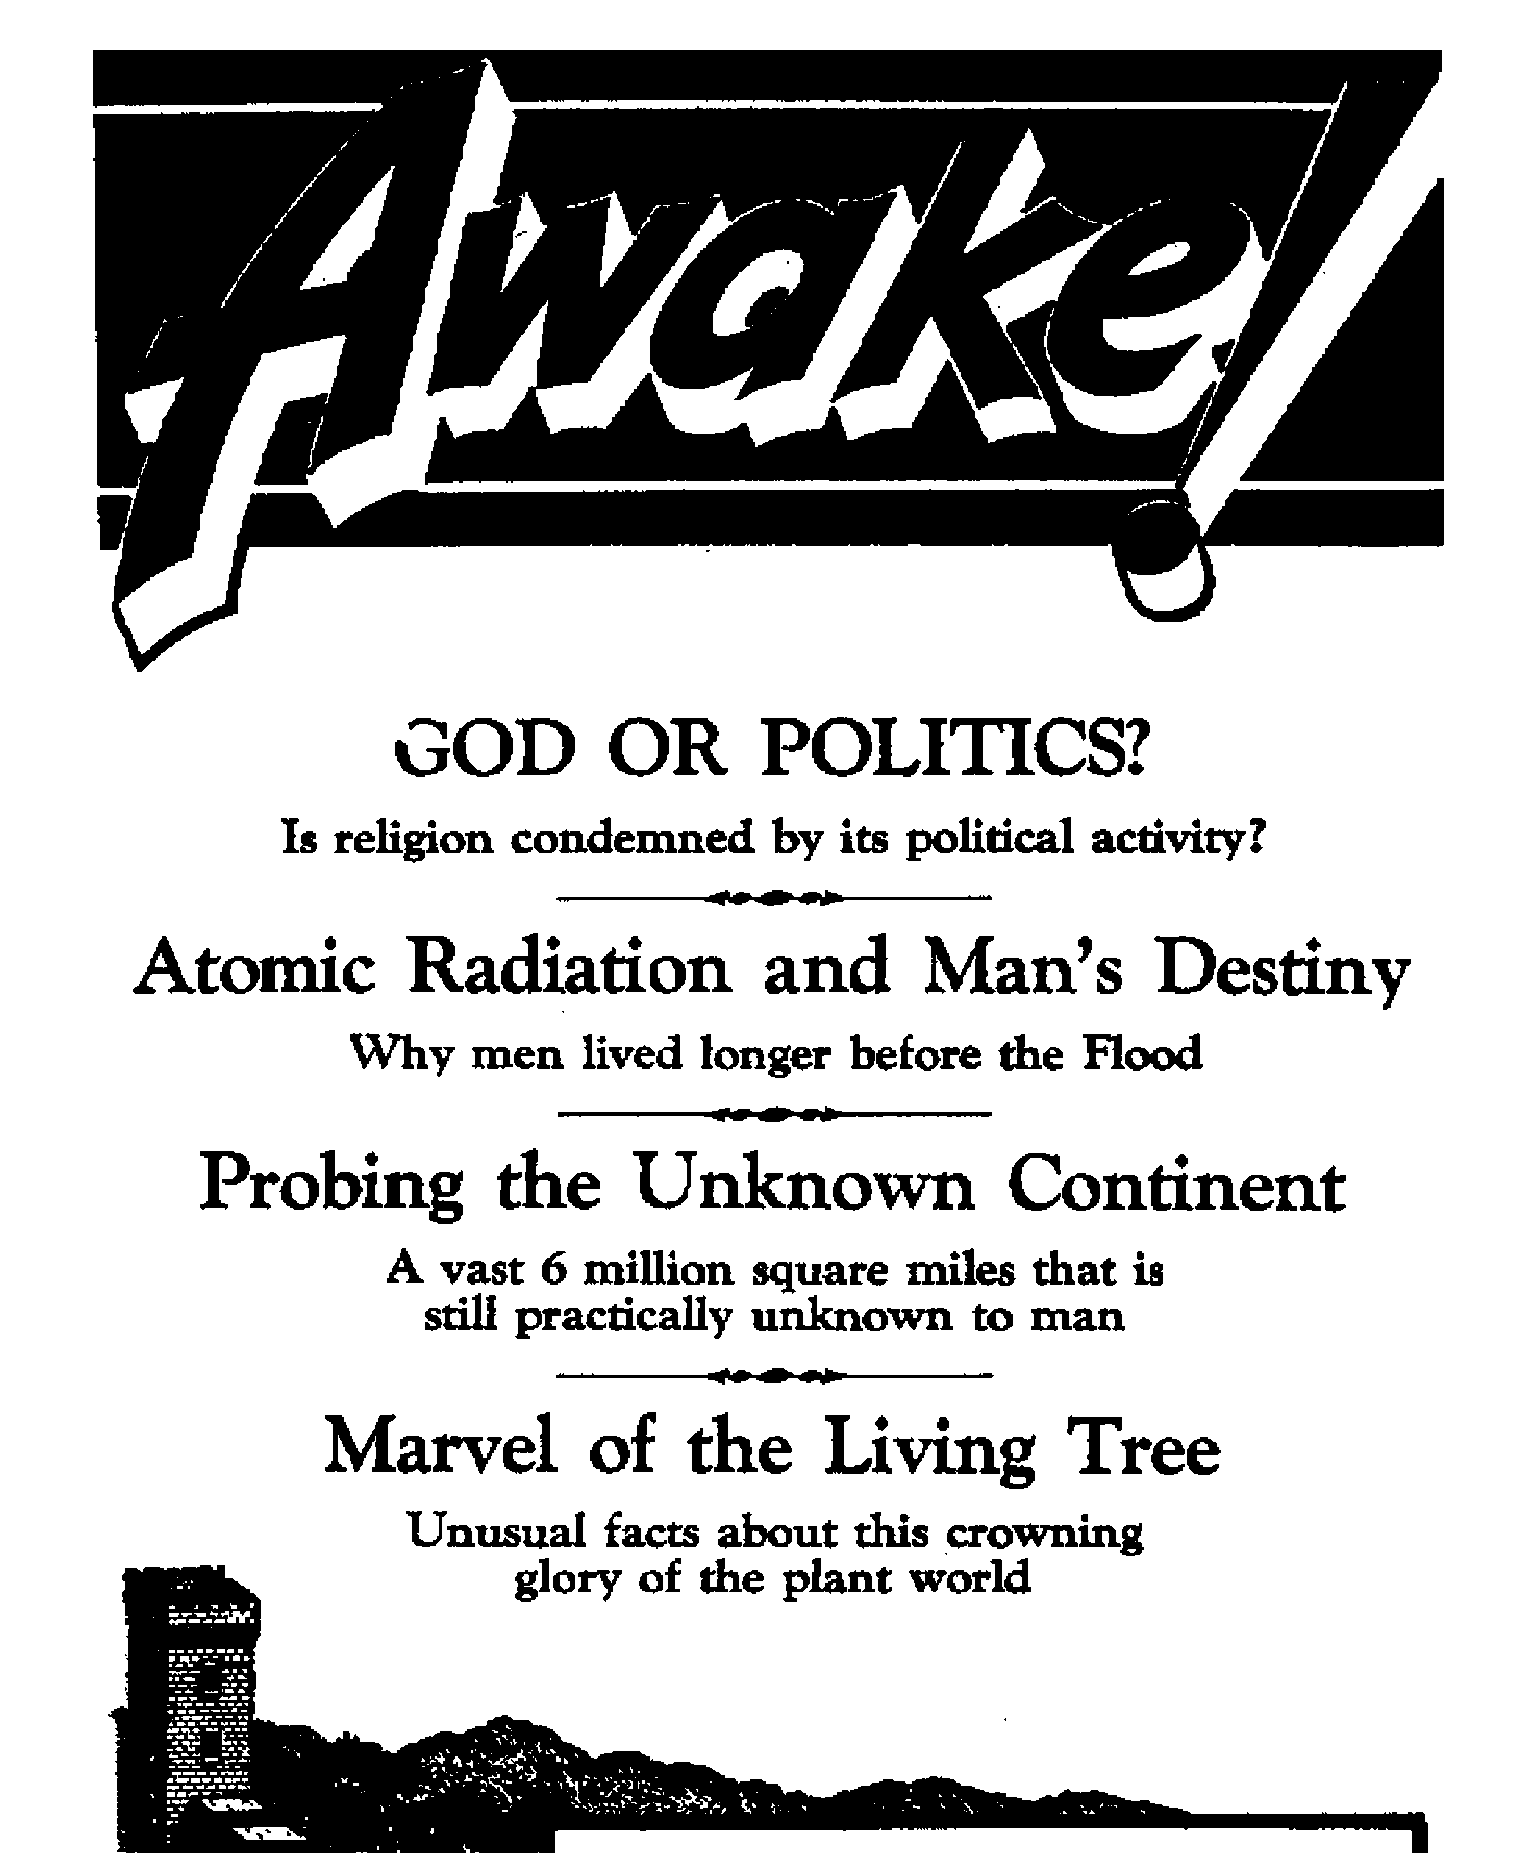 Awake!
GOD OR POLITICS?
Is religion condemned by its political activity?
Atomic Radiation and Man's Destiny
Why men lived longer before the Flood
Probing the Unknown Continent
A vast 6 million square miles that is
still practically unknown to man
Marvel of the Living Tree
Unusual facts about this crowning
glory of the plant world